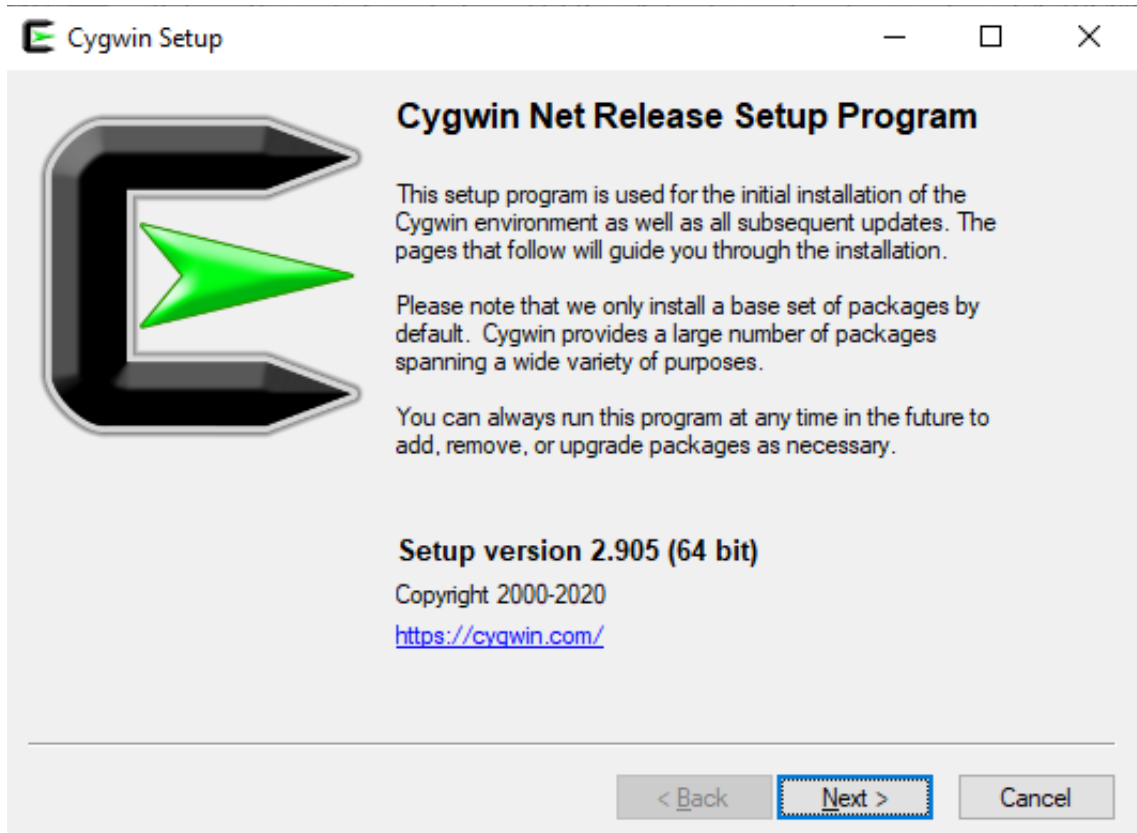 Cygwin Setup
Cygwin Net Release Setup Program
This setup program is used for the initial installation of the
Cygwin environment as well as all subsequent updates. The
pages that follow will guide you through the installation.
Please note that we only install a base set of packages by
default. Cygwin provides a large number of packages
spanning a wide variety of purposes.
You can always run this program at any time in the future to
add, remove, or upgrade packages as necessary.
Setup version 2.905 (64 bit)
Copyright 2000-2020
https://cygwin.com/
< Back Next > Cancel